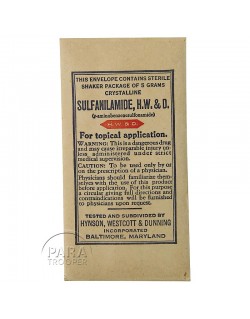 THIS ENVELOPE CONTAINS STERILE
SHAKER PACKAGE OF 5 GRAMS
CRYSTALLINE
SULFANILAMIDE, H.W. & D.
(p-aminobenzenesulfonamide)
H.W. & D.
For topical application.
WARNING: This is a dangerous drug
and may cause irreparable injury un-
less administered under strict
medical supervision.
CAUTION: To be used only by or
on the prescription of a physician.
Physicians should familiarize them-
selves with the use of this product
before application. For this purpose
a circular giving full directions and
contraindications will be furnished
to physicians upon request.
TESTED AND SUBDIVIDED BY
HYNSON, WESTCOTT & DUNNING
INCORPORATED
BALTIMORE, MARYLAND
PARA
TROOPER